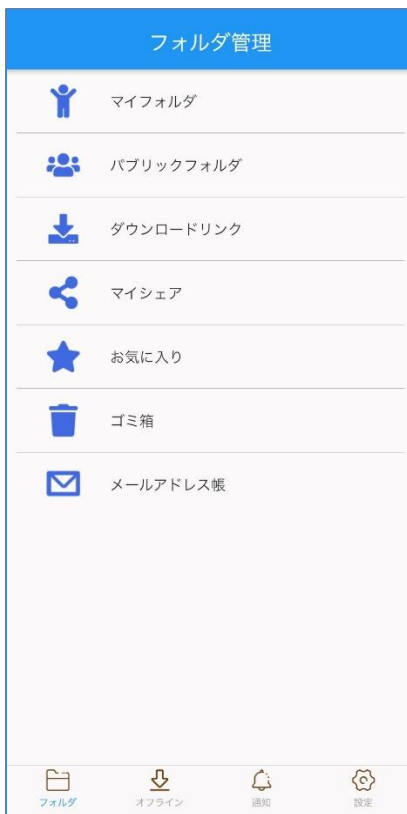 フォルダ管理
マイフォルダ
パブリックフォルダ
ダウンロードリンク
マイシェア
お気に入り
ゴミ箱
メールアドレス帳
フォルダ オフライン 通知 設定